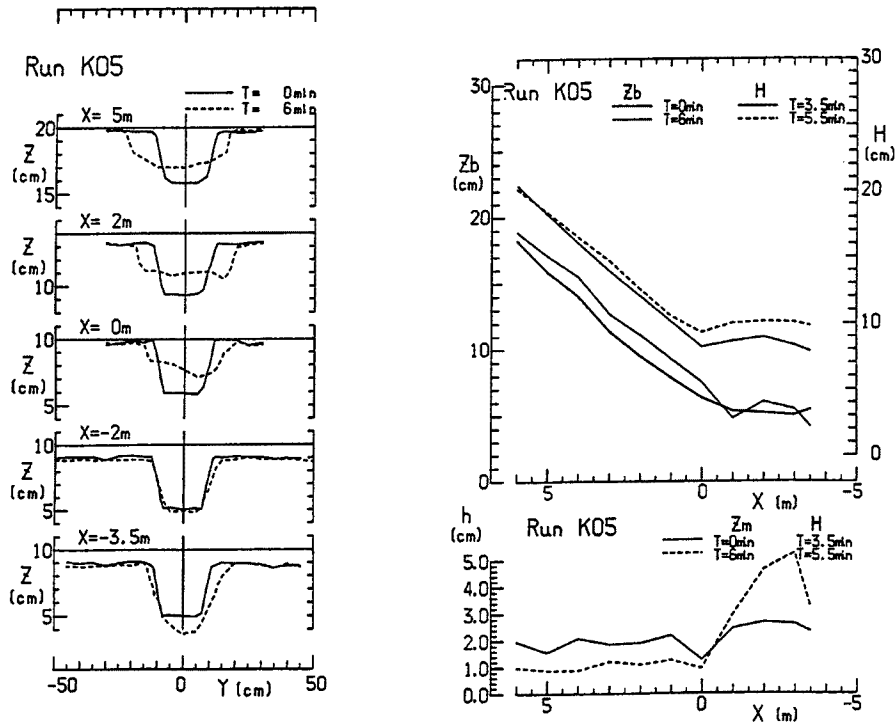 Run K05
T= 0min
T= 6min
X= 5m
20
Z
(cm)
15
X= 2m
Z
(cm)
10
X= 0m
10
Z
(cm)
5
X=-2m
10
Z
(cm)
5
X=-3.5m
10
Z
(cm)
5
-50 0 Y (cm) 50
30
Run K05
Zb H
T=0min T=3.5min
T=6min T=5.5min
30
H
(cm)
Zb
(cm)
20
20
10
10
0
0
5 0 X (m) -5
h
(cm)
Run K05
Zm H
T=0min T=3.5min
T=6min T=5.5min
5.0
4.0
3.0
2.0
1.0
0.0
5 0 X (m) -5